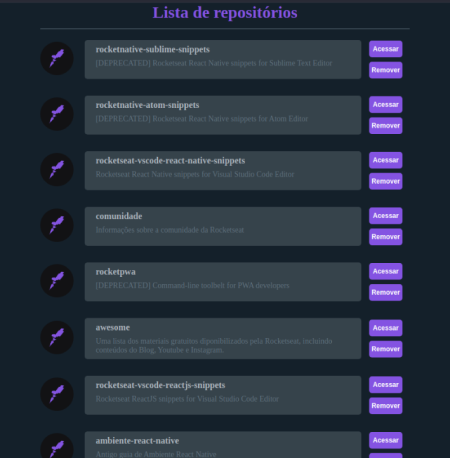 Lista de repositórios
rocketnative-sublime-snippets
[DEPRECATED] Rocketseat React Native snippets for Sublime Text Editor
Acessar
Remover
rocketnative-atom-snippets
[DEPRECATED] Rocketseat React Native snippets for Atom Editor
Acessar
Remover
rocketseat-vscode-react-native-snippets
Rocketseat React Native snippets for Visual Studio Code Editor
Acessar
Remover
comunidade
Informações sobre a comunidade da Rocketseat
Acessar
Remover
rocketpwa
[DEPRECATED] Command-line toolbelt for PWA developers
Acessar
Remover
awesome
Uma lista dos materiais gratuitos diponibilizados pela Rocketseat, incluindo
conteúdos do Blog, Youtube e Instagram.
Acessar
Remover
rocketseat-vscode-reactjs-snippets
Rocketseat ReactJS snippets for Visual Studio Code Editor
Acessar
Remover
ambiente-react-native
Antigo guia de Ambiente React Native
Acessar